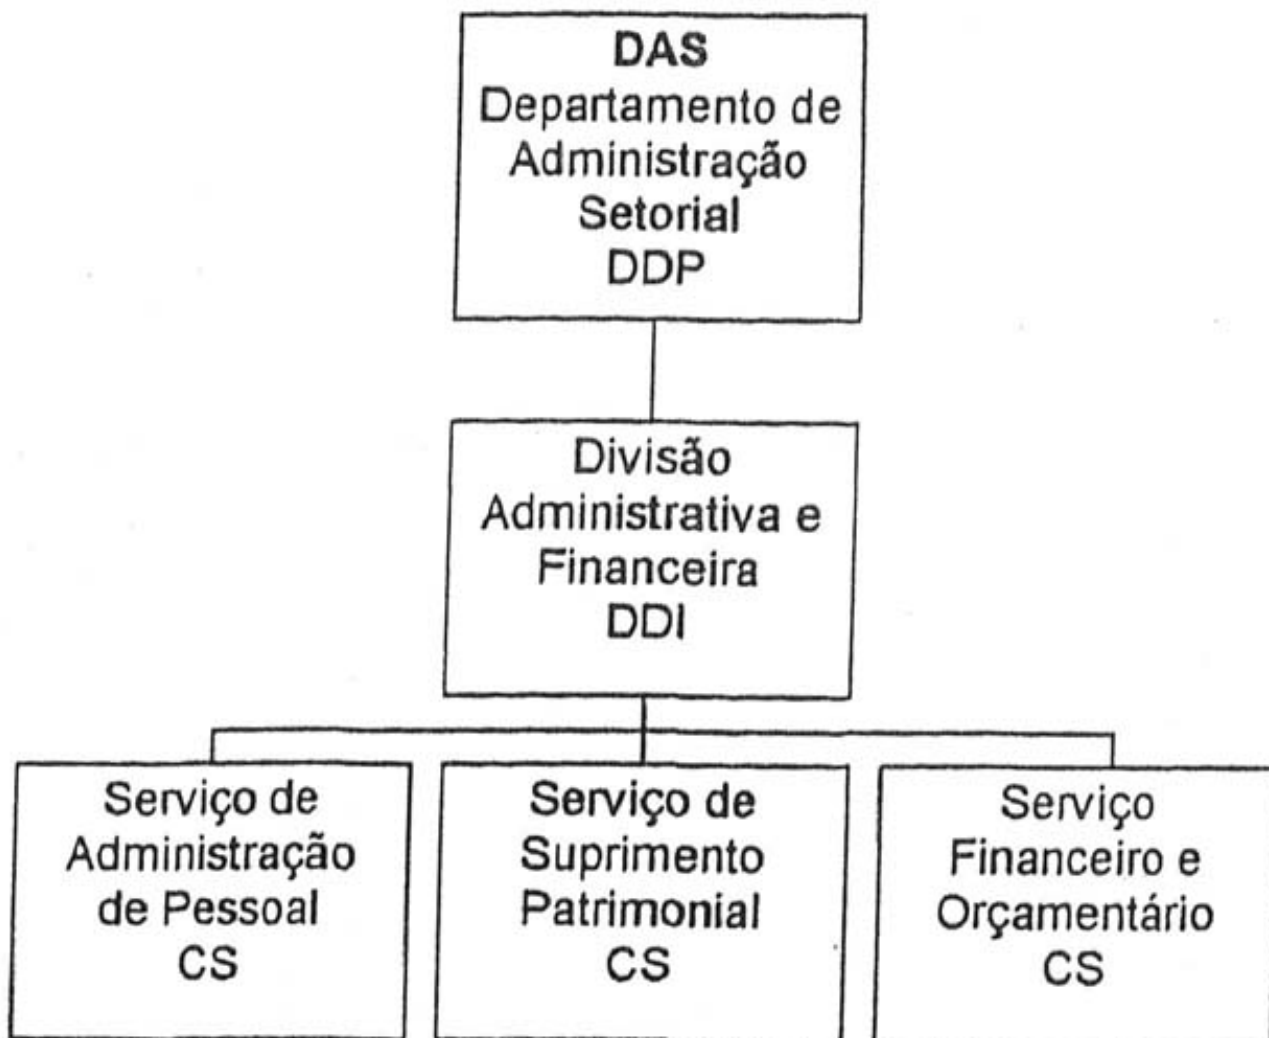 DAS
Departamento de
Administração
Setorial
DDP
Divisão
Administrativa e
Financeira
DDI
Serviço de
Administração
de Pessoal
CS
Serviço de
Suprimento
Patrimonial
CS
Serviço
Financeiro e
Orçamentário
CS